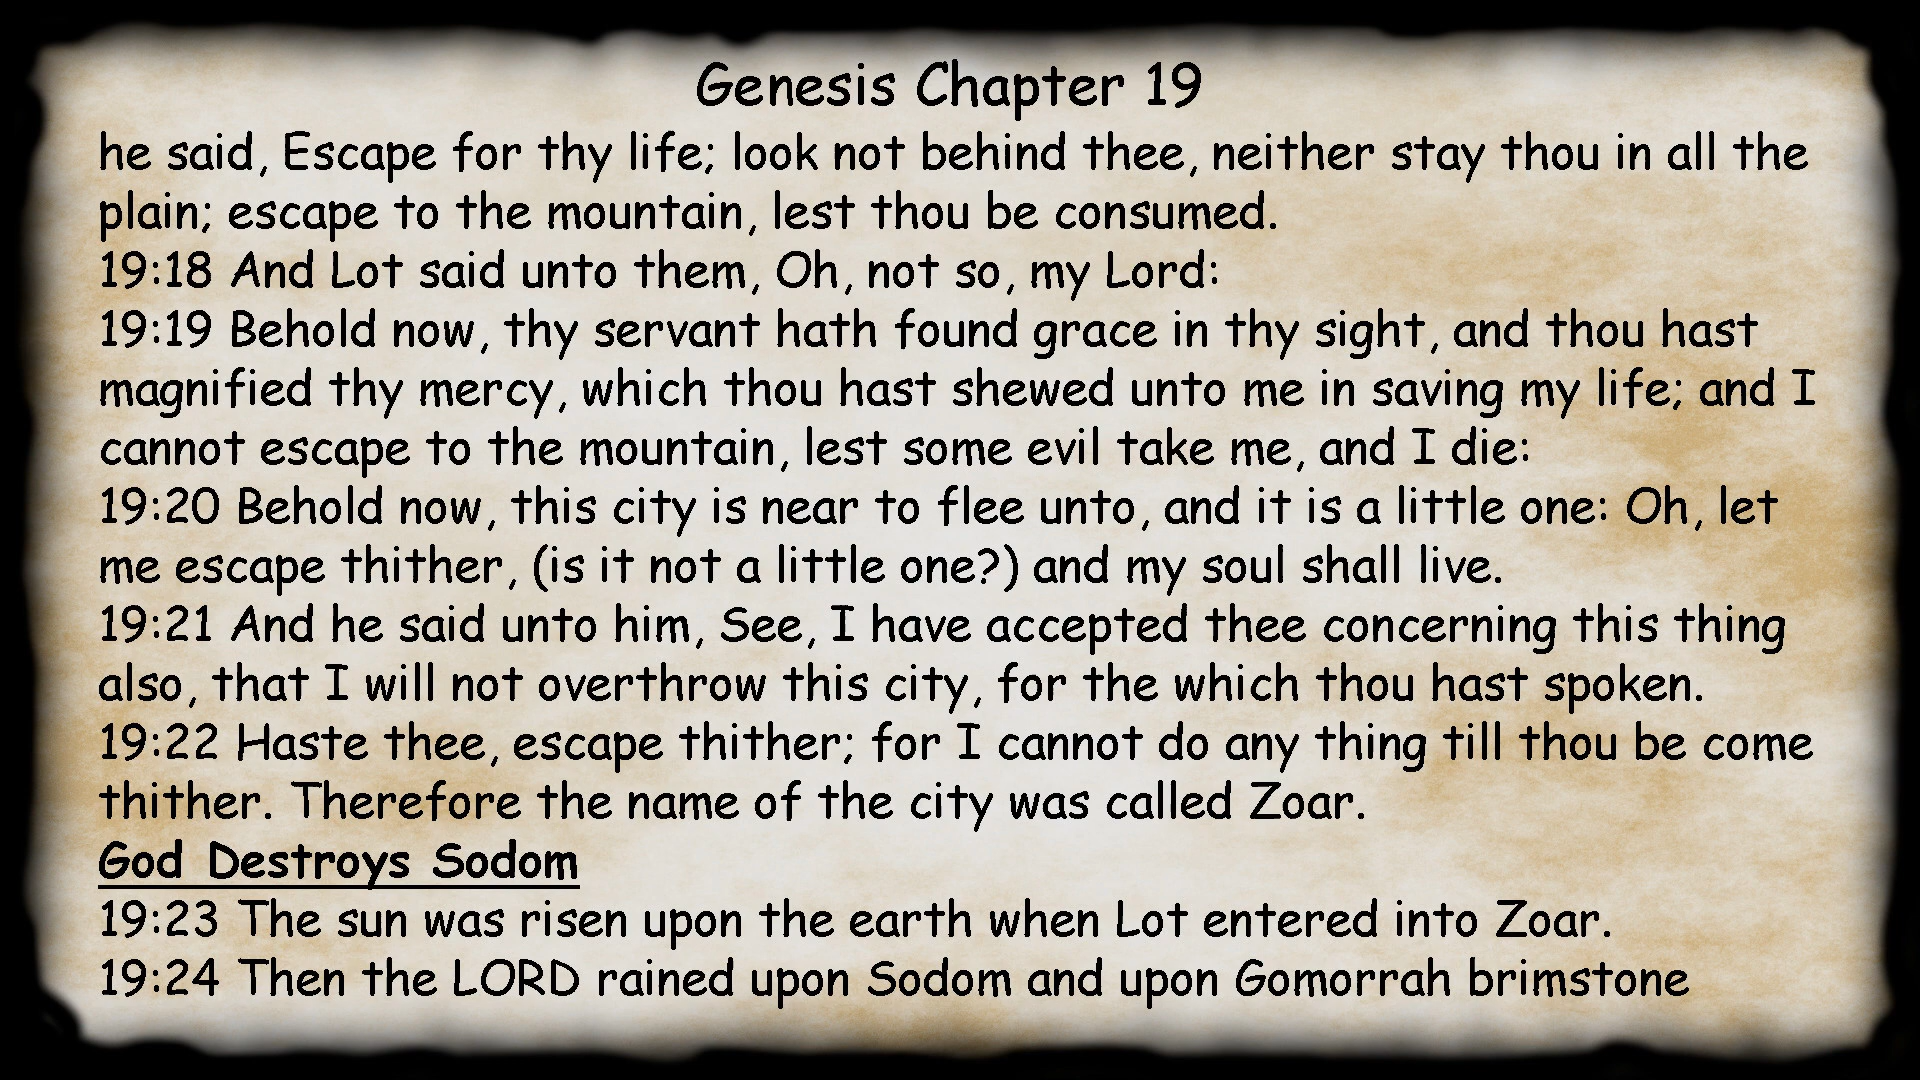 Genesis Chapter 19
he said, Escape for thy life; look not behind thee, neither stay thou in all the
plain; escape to the mountain, lest thou be consumed.
19:18 And Lot said unto them, Oh, not so, my Lord:
19:19 Behold now, thy servant hath found grace in thy sight, and thou hast
magnified thy mercy, which thou hast shewed unto me in saving my life; and I
cannot escape to the mountain, lest some evil take me, and I die:
19:20 Behold now, this city is near to flee unto, and it is a little one: Oh, let
me escape thither, (is it not a little one?) and my soul shall live.
19:21 And he said unto him, See, I have accepted thee concerning this thing
also, that I will not overthrow this city, for the which thou hast spoken.
19:22 Haste thee, escape thither; for I cannot do any thing till thou be come
thither. Therefore the name of the city was called Zoar.
God Destroys Sodom
19:23 The sun was risen upon the earth when Lot entered into Zoar.
19:24 Then the LORD rained upon Sodom and upon Gomorrah brimstone